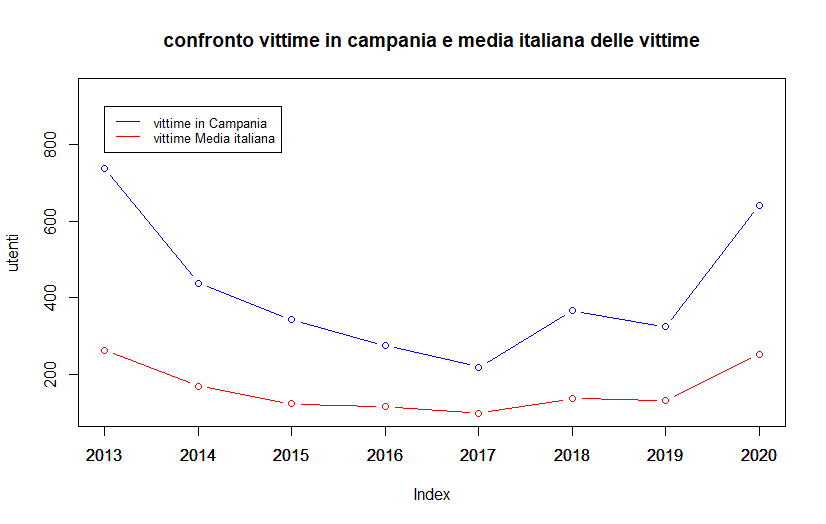 confronto vittime in campania e media italiana delle vittime
vittime in Campania
vittime Media italiana
utenti
800
600
400
200
2013 2014 2015 2016 2017 2018 2019 2020
Index